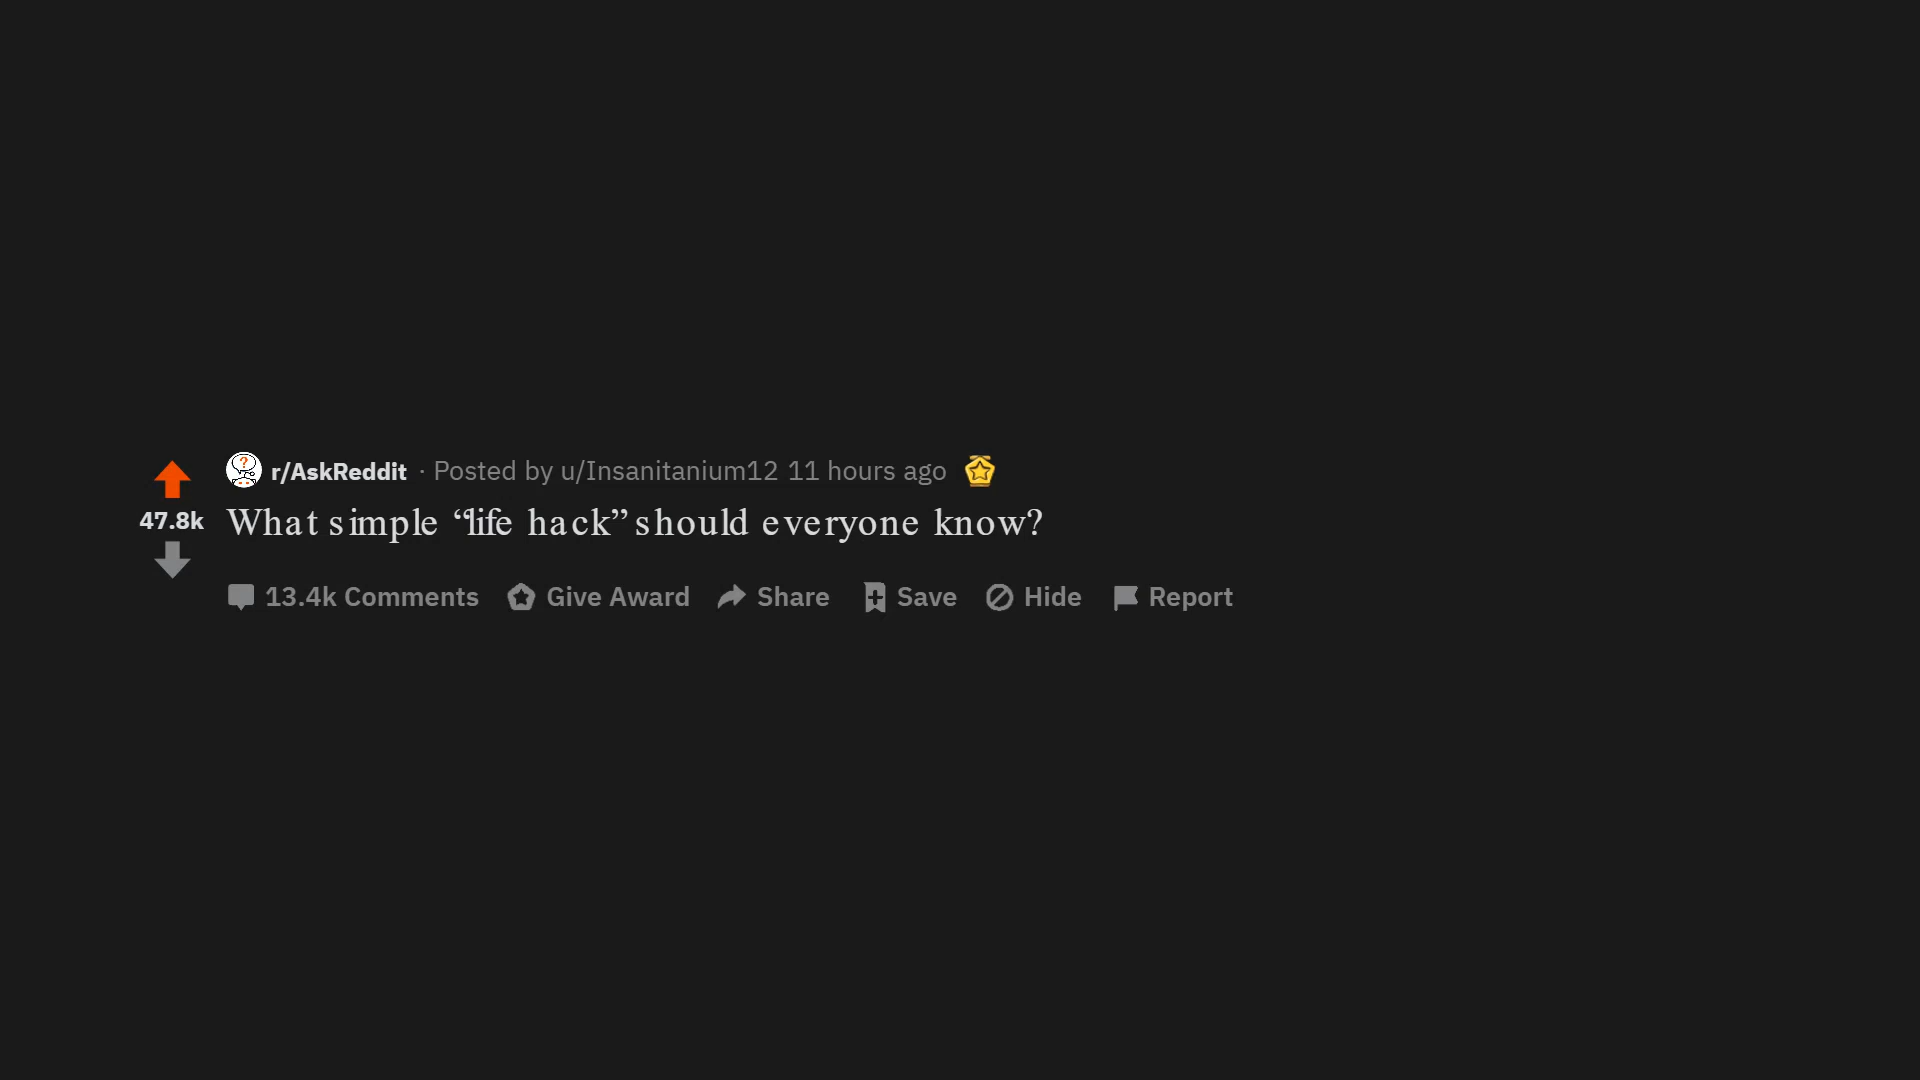 r/AskReddit · Posted by u/Insanitanium12 11 hours ago
47.8k
What simple “life hack” should everyone know?
13.4k Comments Give Award Share Save Hide Report